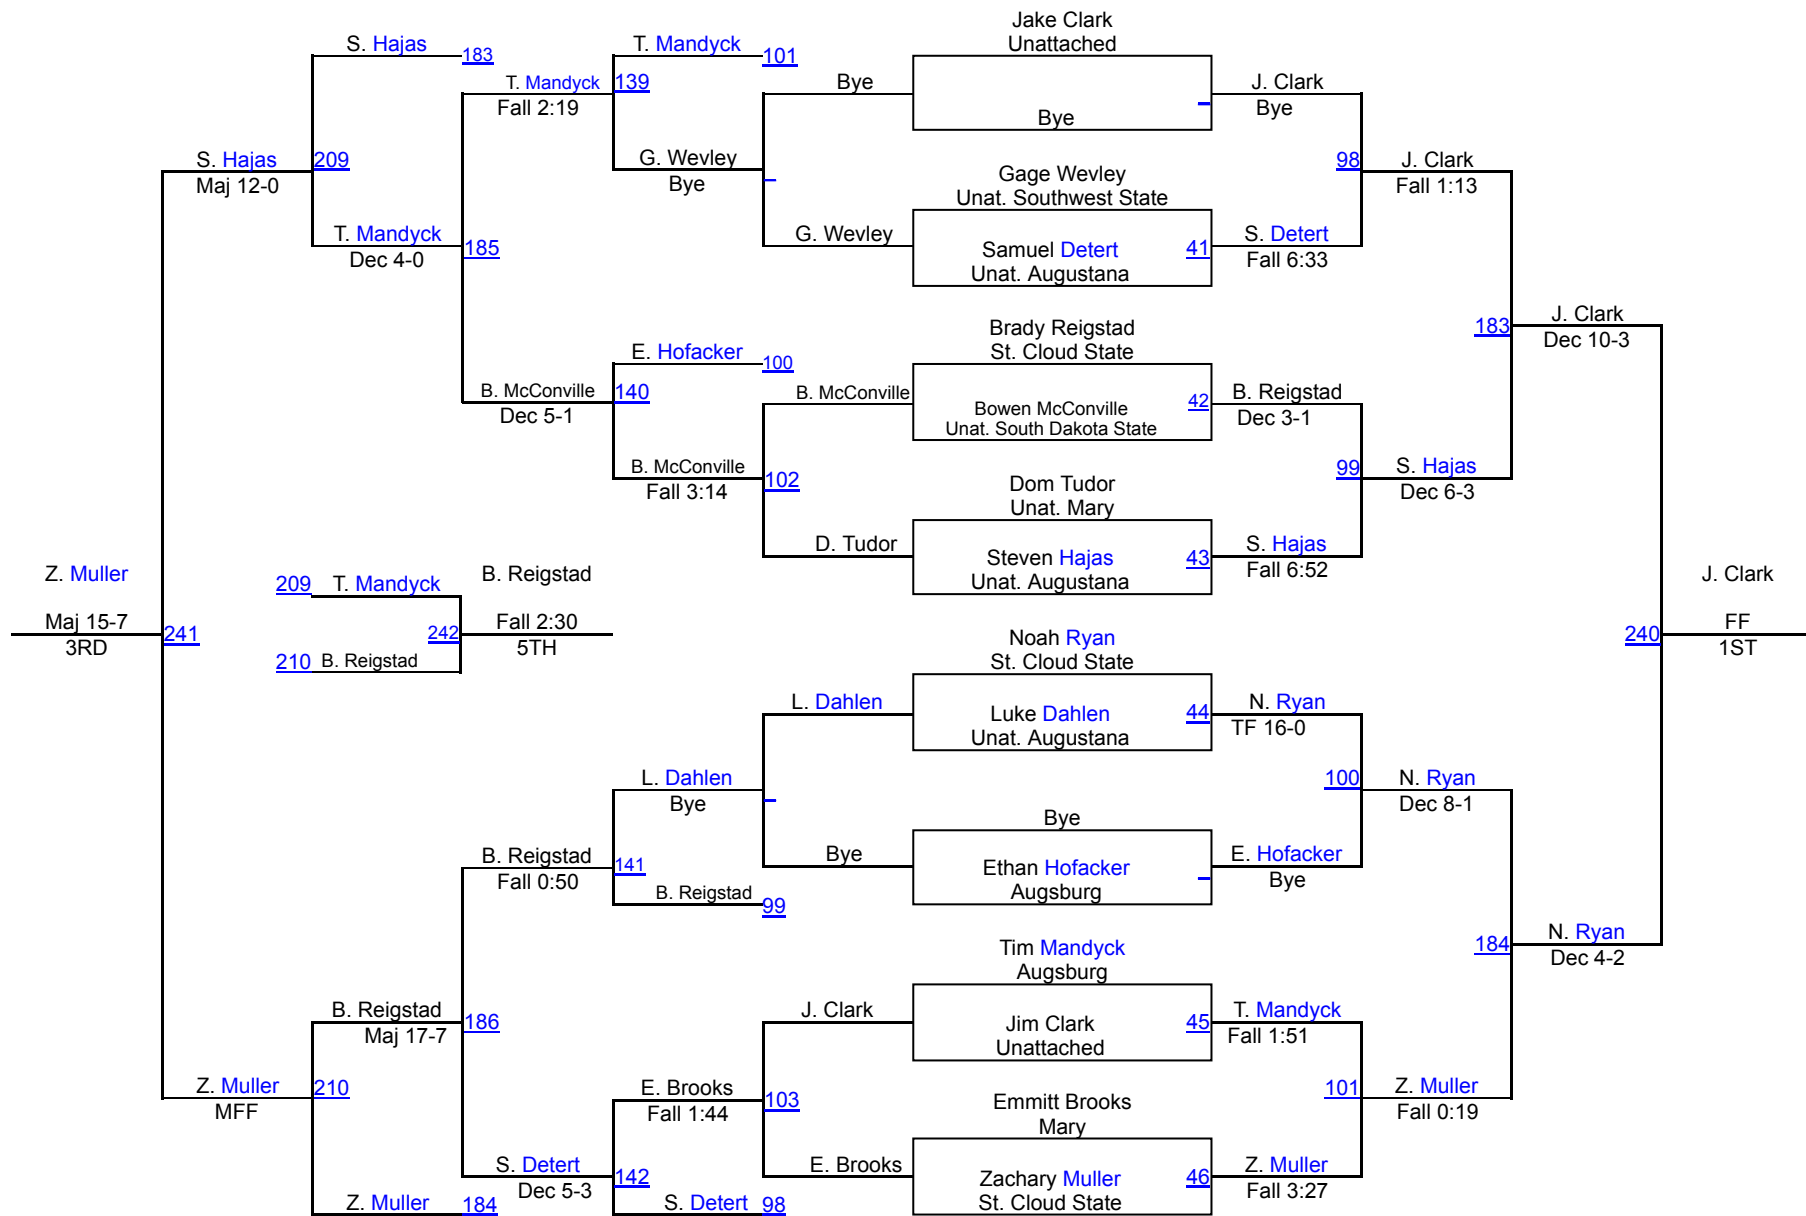 Jake Clark
Unattached
S. Hajas
183
T. Mandyck
101
T. Mandyck
139
Fall 2:19
Bye
Bye
J. Clark
Bye
S. Hajas
209
Maj 12-0
G. Wevley
Bye
Gage Wevley
Unat. Southwest State
98
J. Clark
Fall 1:13
T. Mandyck
185
Dec 4-0
G. Wevley
Samuel Detert
41
Unat. Augustana
S. Detert
Fall 6:33
Brady Reigstad
St. Cloud State
183
J. Clark
Dec 10-3
E. Hofacker
100
B. McConville
140
Dec 5-1
B. McConville
Bowen McConville
42
Unat. South Dakota State
B. Reigstad
Dec 3-1
B. McConville
102
Fall 3:14
Dom Tudor
Unat. Mary
99
S. Hajas
Dec 6-3
D. Tudor
Steven Hajas
43
Unat. Augustana
S. Hajas
Fall 6:52
Z. Muller
Maj 15-7
241
3RD
209
T. Mandyck
242
210
B. Reigstad
B. Reigstad
Fall 2:30
5TH
Noah Ryan
St. Cloud State
240
J. Clark
FF
1ST
L. Dahlen
Luke Dahlen
44
Unat. Augustana
N. Ryan
TF 16-0
L. Dahlen
Bye
100
N. Ryan
Dec 8-1
Bye
B. Reigstad
141
Fall 0:50
Bye
Ethan Hofacker
Augsburg
E. Hofacker
Bye
B. Reigstad
99
Tim Mandyck
Augsburg
184
N. Ryan
Dec 4-2
B. Reigstad
186
Maj 17-7
J. Clark
Jim Clark
45
Unattached
T. Mandyck
Fall 1:51
Z. Muller
210
MFF
E. Brooks
103
Fall 1:44
Emmitt Brooks
Mary
101
Z. Muller
Fall 0:19
S. Detert
142
Dec 5-3
E. Brooks
Zachary Muller
46
St. Cloud State
Z. Muller
Fall 3:27
Z. Muller
184
S. Detert
98